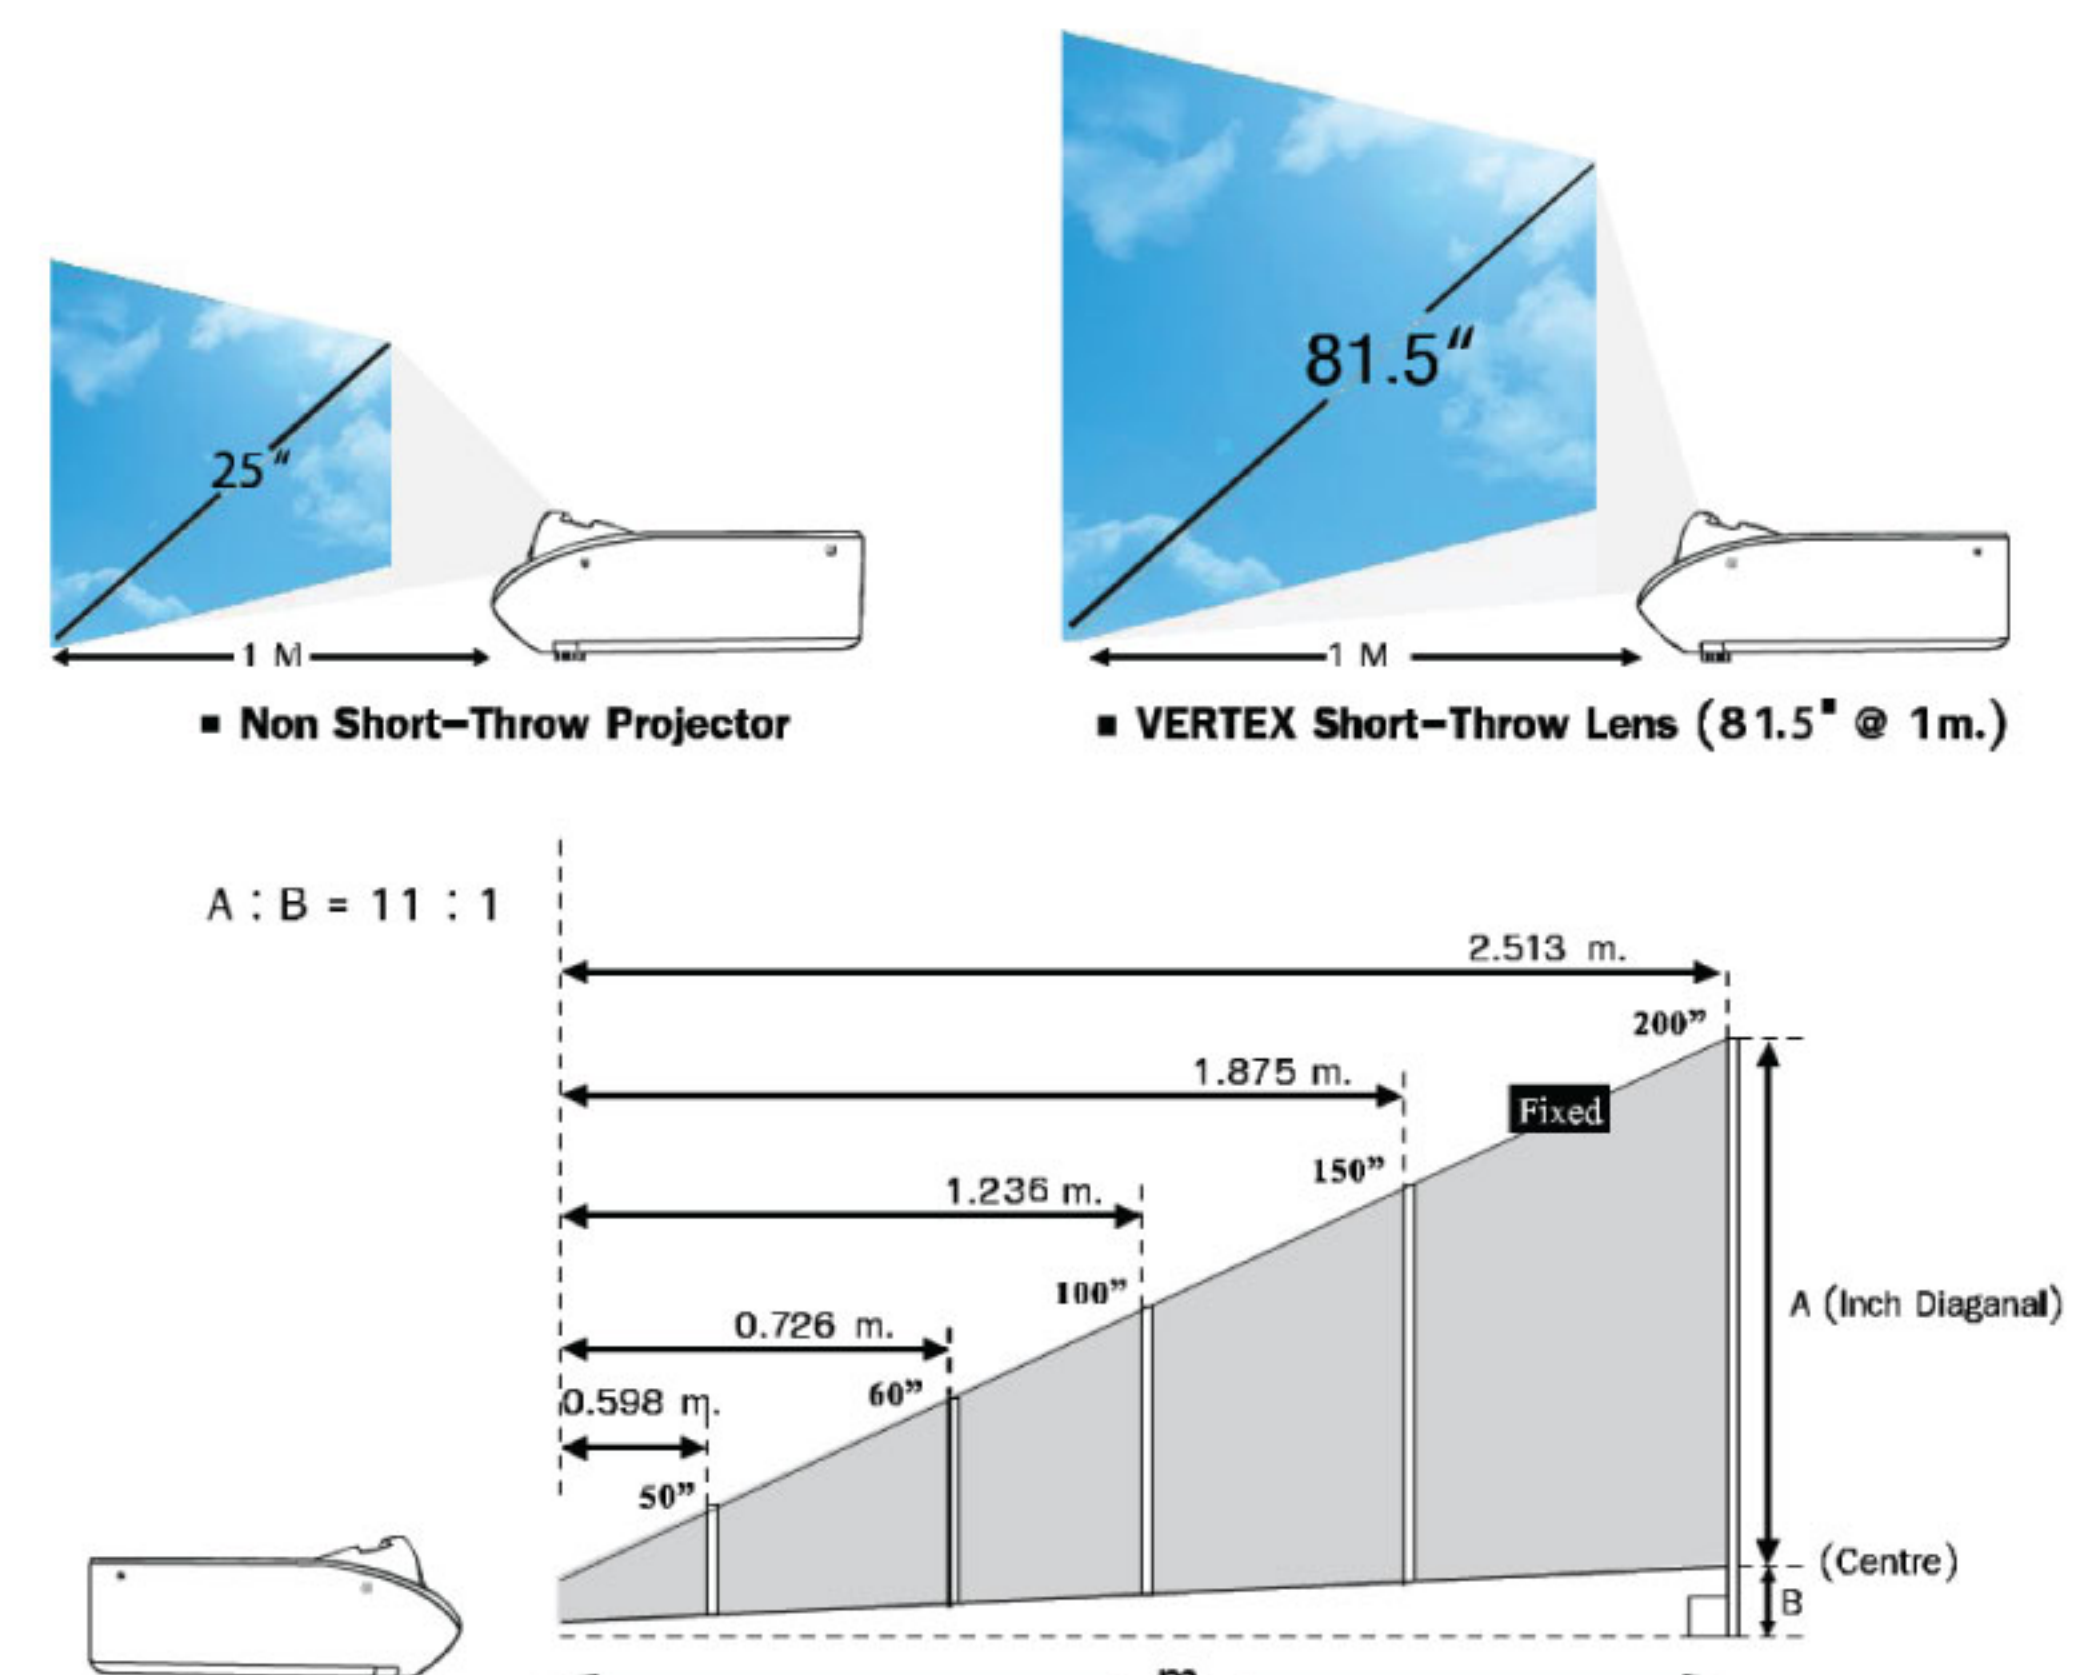 25“
81.5“
1 M
1 M
▪ Non Short-Throw Projector
▪ VERTEX Short-Throw Lens (81.5" @ 1m.)
A : B = 11 : 1
2.513 m.
200”
1.875 m.
Fixed
150”
1.236 m.
100”
A (Inch Diaganal)
0.726 m.
60”
0.598 m.
50”
(Centre)
B